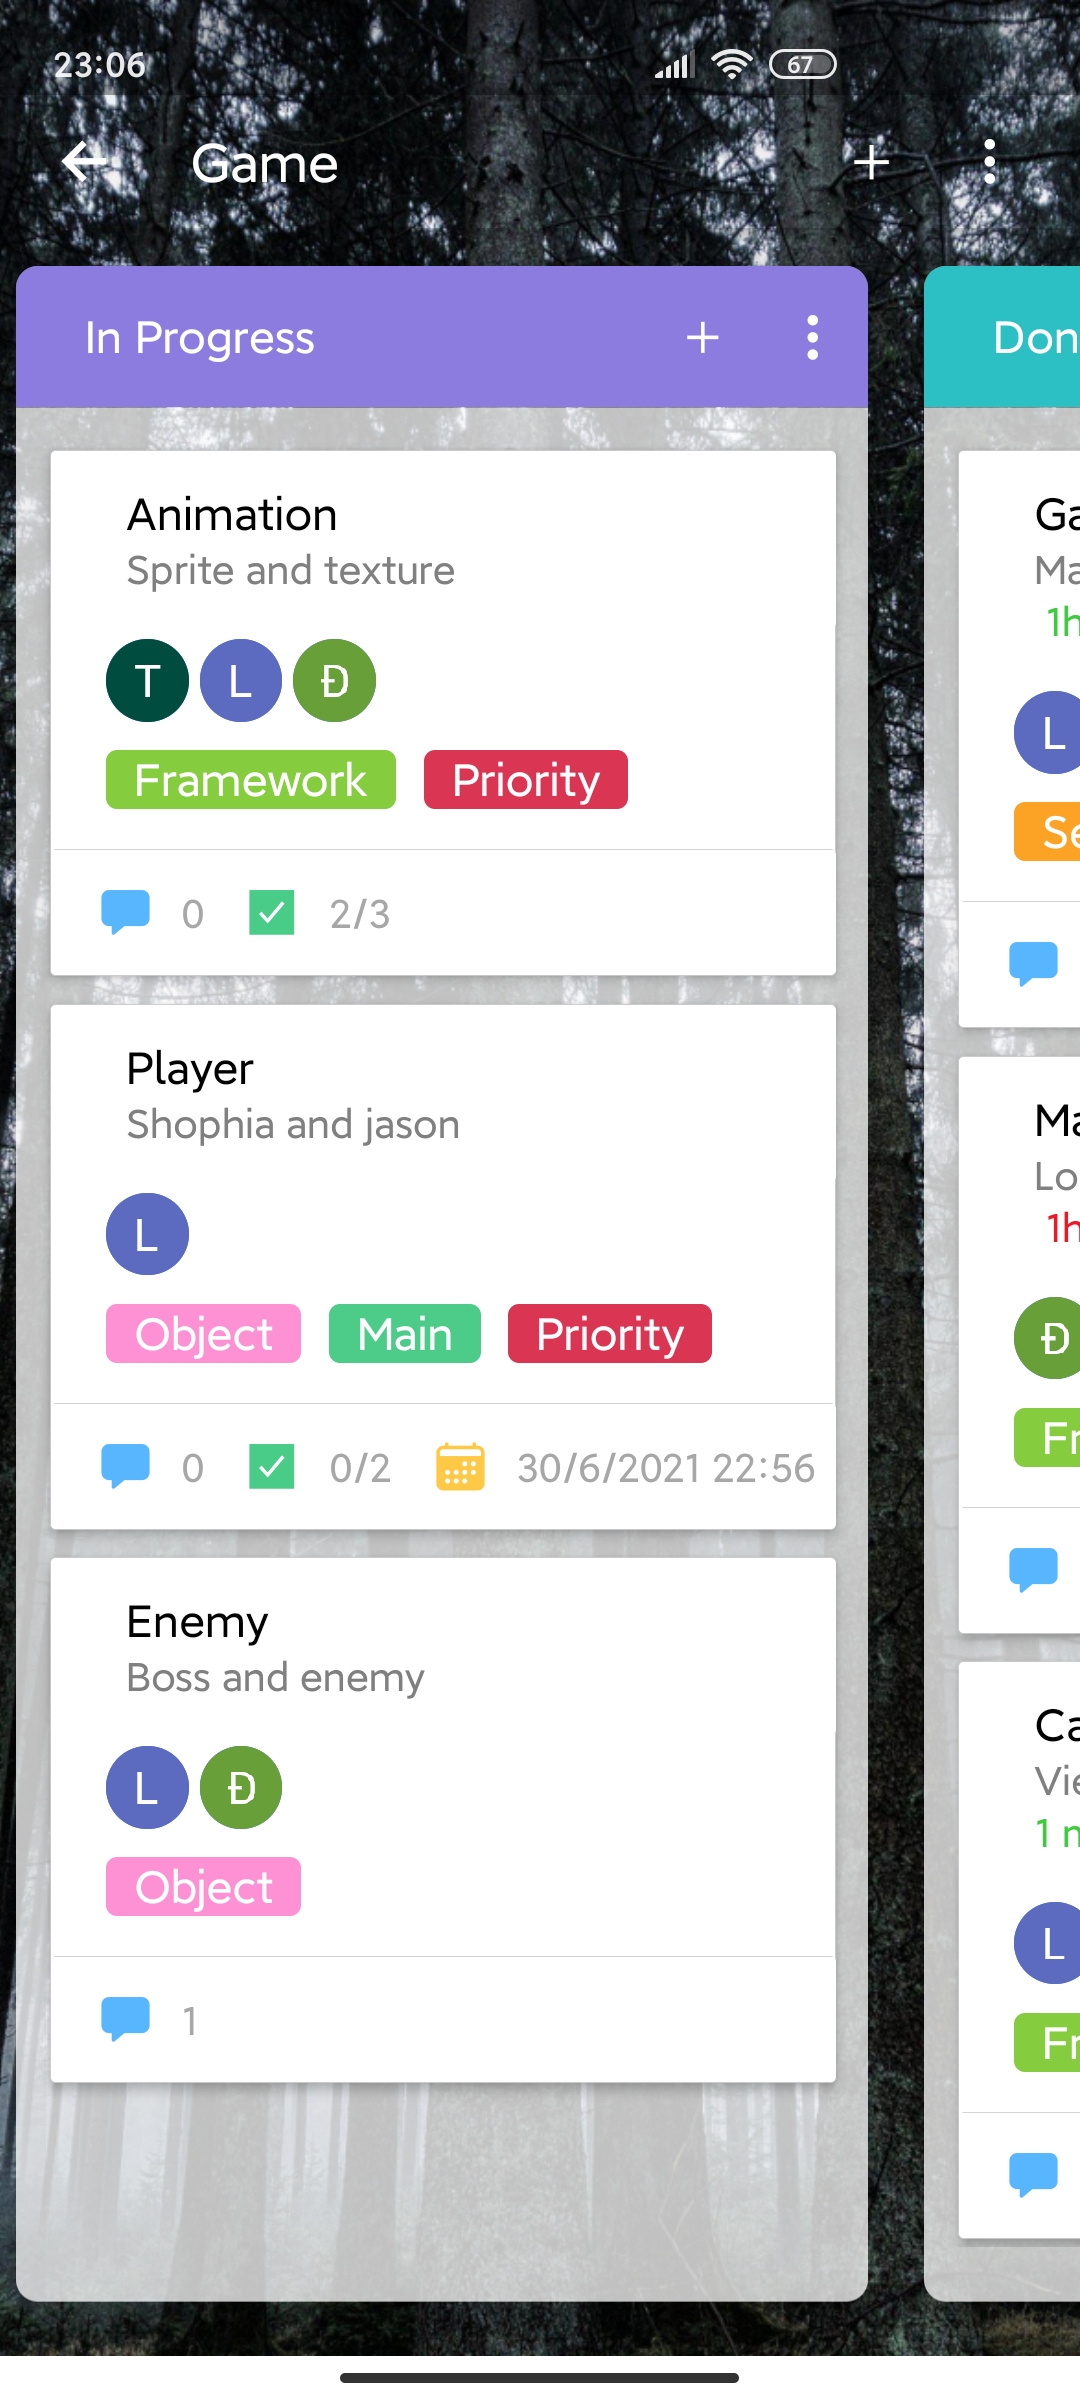 23:06
67
Game
In Progress
Animation
Sprite and texture
T L Đ
Framework Priority
0 2/3
Player
Shophia and jason
L
Object Main Priority
0 0/2 30/6/2021 22:56
Enemy
Boss and enemy
L Đ
Object
1
Don
Ga
Ma
1h
L
Se
Ma
Lo
1h
Đ
Fr
Ca
Vie
L
Fr